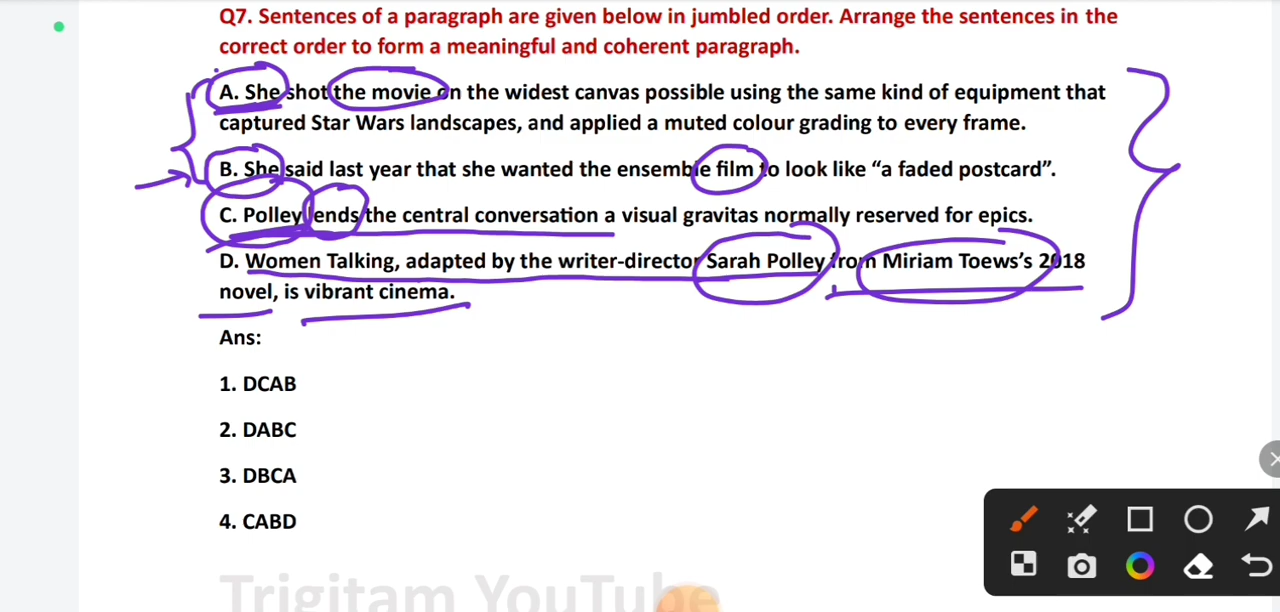 Q7. Sentences of a paragraph are given below in jumbled order. Arrange the sentences in the
correct order to form a meaningful and coherent paragraph.
A. She shot the movie on the widest canvas possible using the same kind of equipment that
captured Star Wars landscapes, and applied a muted colour grading to every frame.
B. She said last year that she wanted the ensemble film to look like “a faded postcard”.
C. Polley lends the central conversation a visual gravitas normally reserved for epics.
D. Women Talking, adapted by the writer-director Sarah Polley from Miriam Toews’s 2018
novel, is vibrant cinema.
Ans:
1. DCAB
2. DABC
3. DBCA
4. CABD
Trigitam YouTube